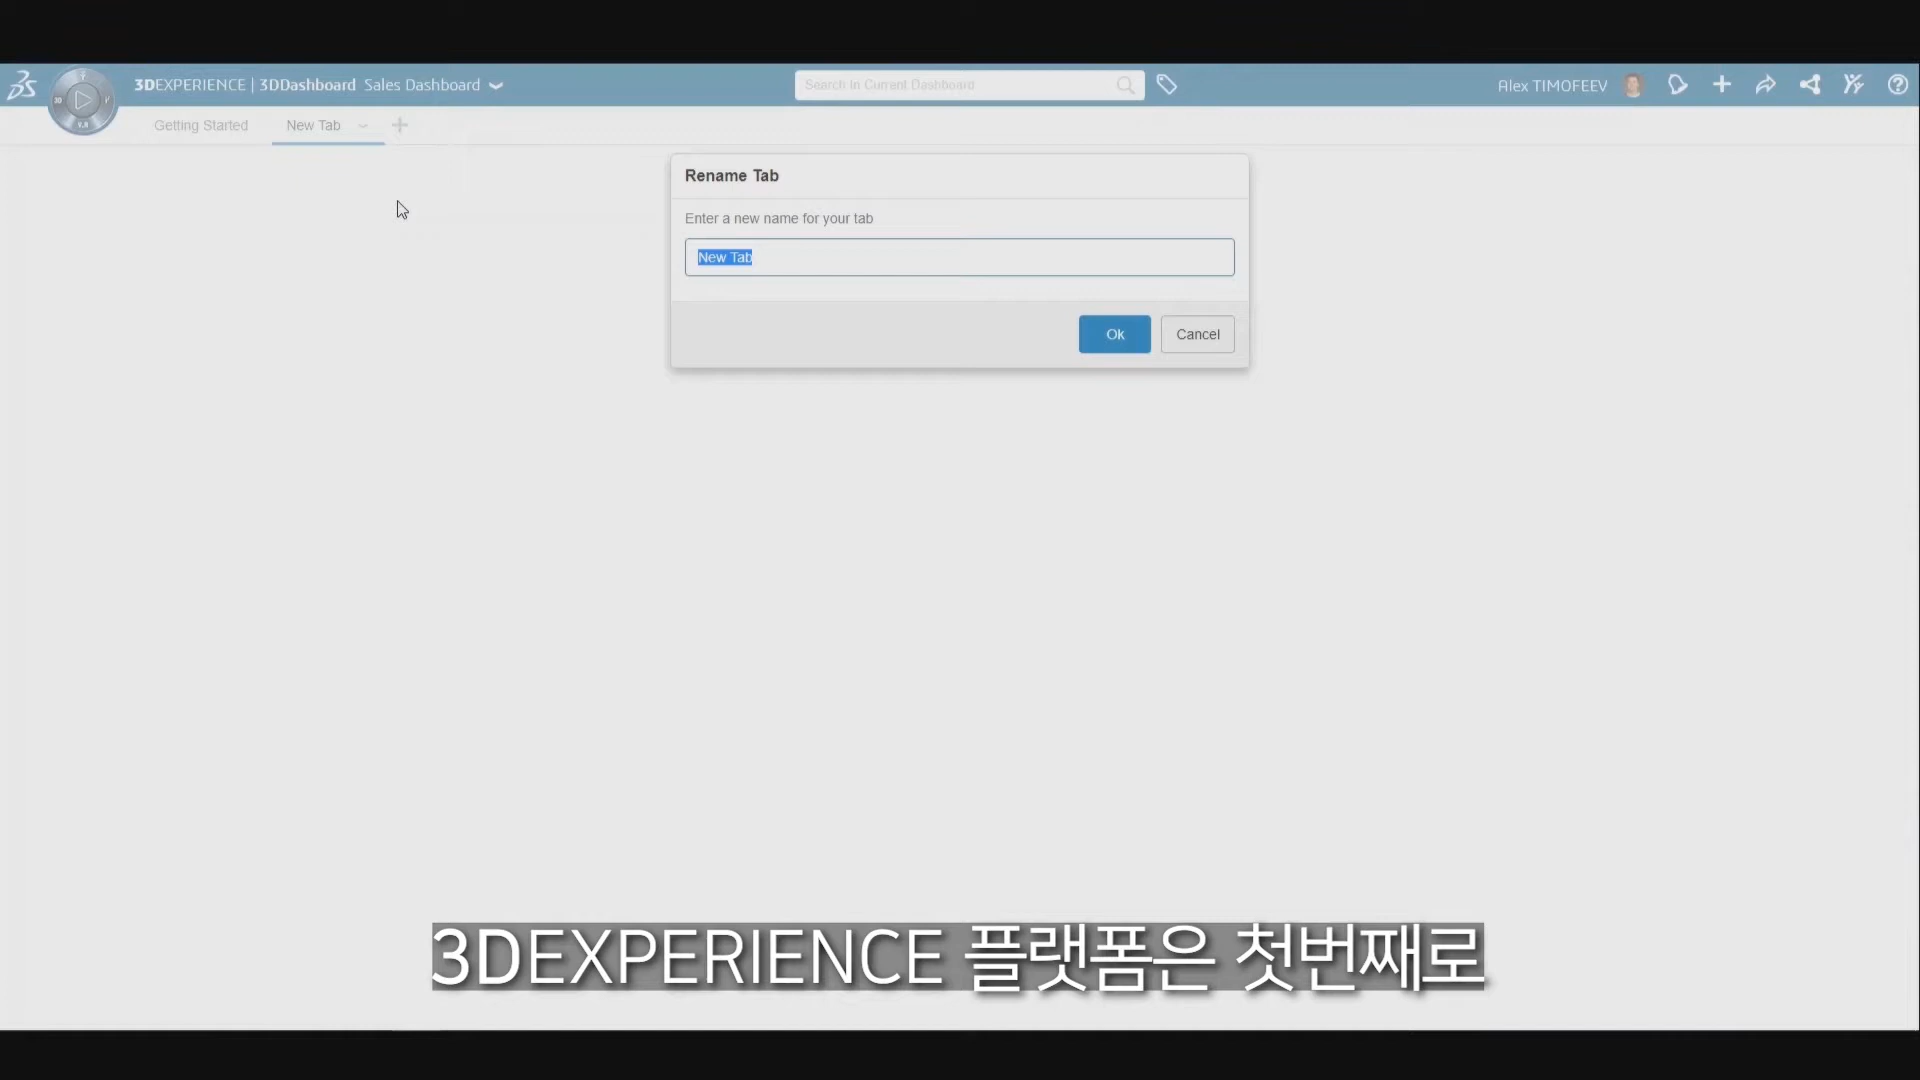 3DEXPERIENCE | 3DDashboard Sales Dashboard
Search In Current Dashboard
Alex TIMOFEEV
3D
V.R
Getting Started
New Tab
Rename Tab
Enter a new name for your tab
New Tab
Ok
Cancel
3DEXPERIENCE 플랫폼은 첫번째로